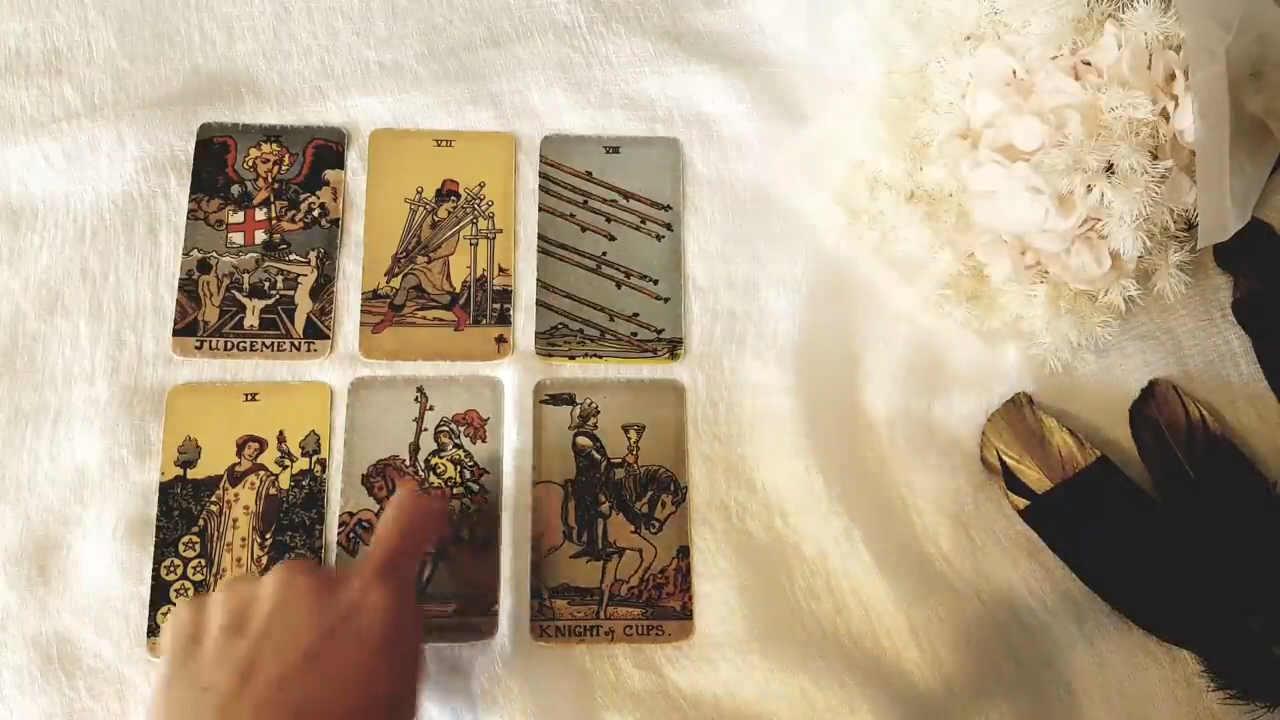 XX
VII
VIII
JUDGEMENT.
IX
KNIGHT of CUPS.